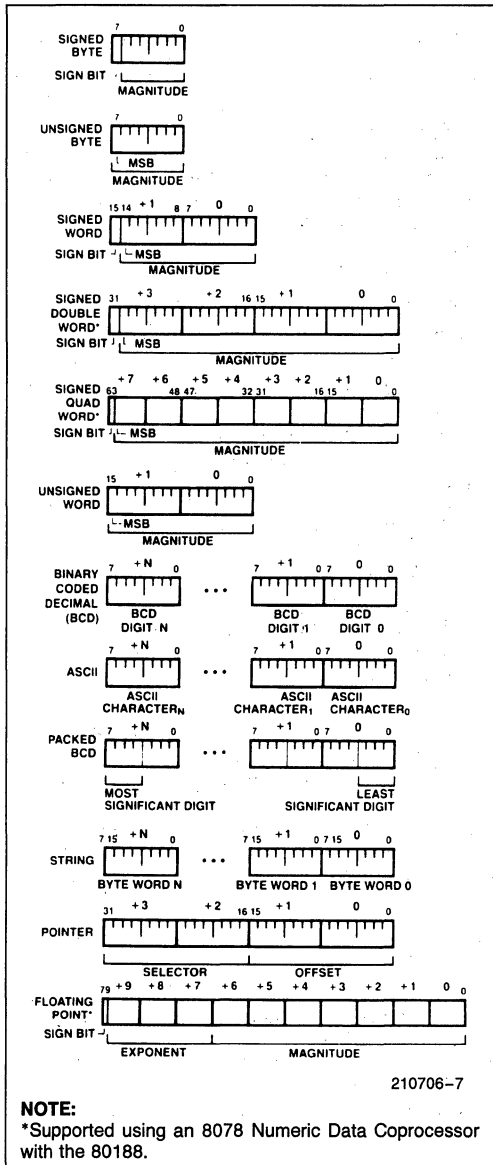 7 0
SIGNED
BYTE
SIGN BIT
MAGNITUDE
7 0
UNSIGNED
BYTE
MSB
MAGNITUDE
15 14 +1 8 7 0 0
SIGNED
WORD
SIGN BIT MSB
MAGNITUDE
SIGNED 31 +3 +2 16 15 +1 0 0
DOUBLE
WORD*
SIGN BIT MSB
MAGNITUDE
+7 +6 +5 +4 +3 +2 +1 0
SIGNED 63 48 47 32 31 16 15 0
QUAD
WORD*
SIGN BIT MSB
MAGNITUDE
15 +1 0 0
UNSIGNED
WORD
MSB
MAGNITUDE
7 +N 0 7 +1 0 7 0 0
BINARY
CODED
DECIMAL
(BCD)
...
BCD BCD BCD
DIGIT N DIGIT 1 DIGIT 0
7 +N 0 7 +1 0 7 0 0
ASCII ...
ASCII ASCII ASCII
CHARACTERN CHARACTER1 CHARACTER0
PACKED 7 +N 0 7 +1 0 7 0 0
BCD ...
MOST LEAST
SIGNIFICANT DIGIT SIGNIFICANT DIGIT
7 15 +N 0 7 15 +1 0 7 15 0 0
STRING ...
BYTE WORD N BYTE WORD 1 BYTE WORD 0
31 +3 +2 16 15 +1 0 0
POINTER
SELECTOR OFFSET
79 +9 +8 +7 +6 +5 +4 +3 +2 +1 0 0
FLOATING
POINT*
SIGN BIT
EXPONENT MAGNITUDE
210706-7
NOTE:
*Supported using an 8078 Numeric Data Coprocessor
with the 80188.